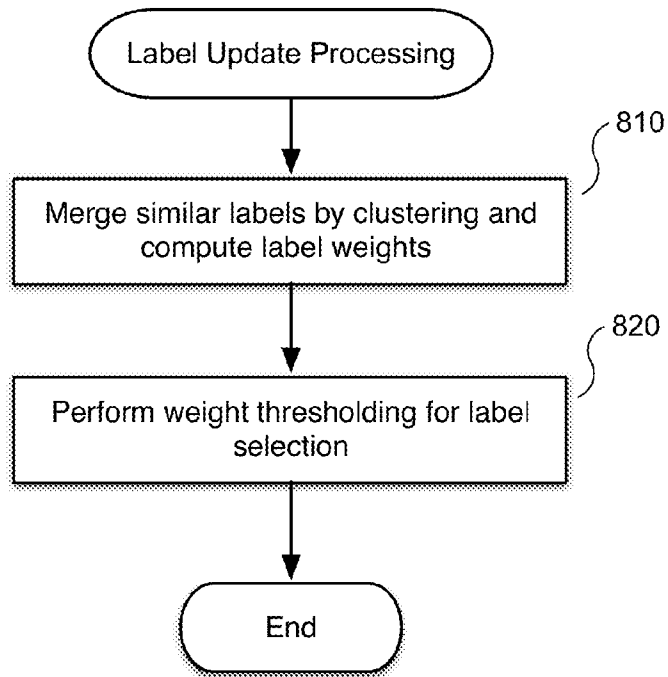 Label Update Processing
810
Merge similar labels by clustering and
compute label weights
820
Perform weight thresholding for label
selection
End